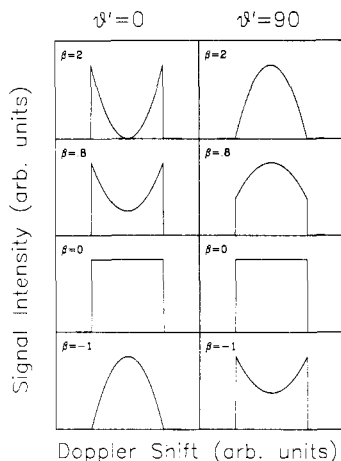 ϑ'=0 ϑ'=90
β=2 β=2
β=.8 β=.8
β=0 β=0
β=-1 β=-1
Signal Intensity (arb. units)
Doppler Shift (arb. units)